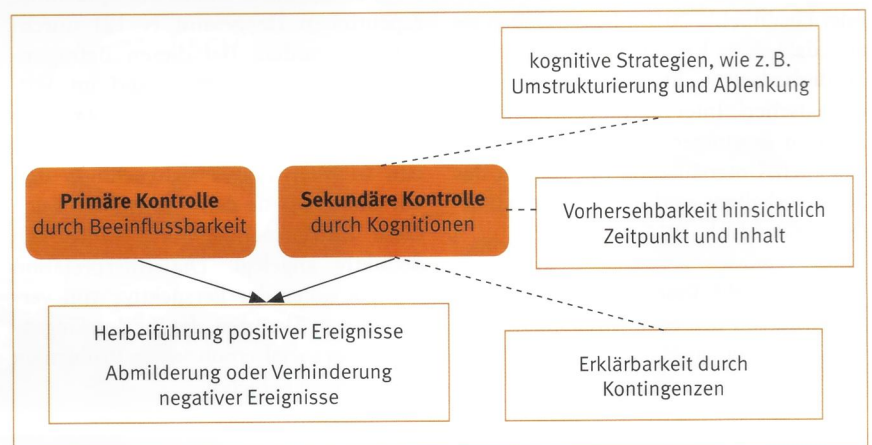 kognitive Strategien, wie z. B.
Umstrukturierung und Ablenkung
Primäre Kontrolle
durch Beeinflussbarkeit
Sekundäre Kontrolle
durch Kognitionen
Vorhersehbarkeit hinsichtlich
Zeitpunkt und Inhalt
Herbeiführung positiver Ereignisse
Abmilderung oder Verhinderung
negativer Ereignisse
Erklärbarkeit durch
Kontingenzen